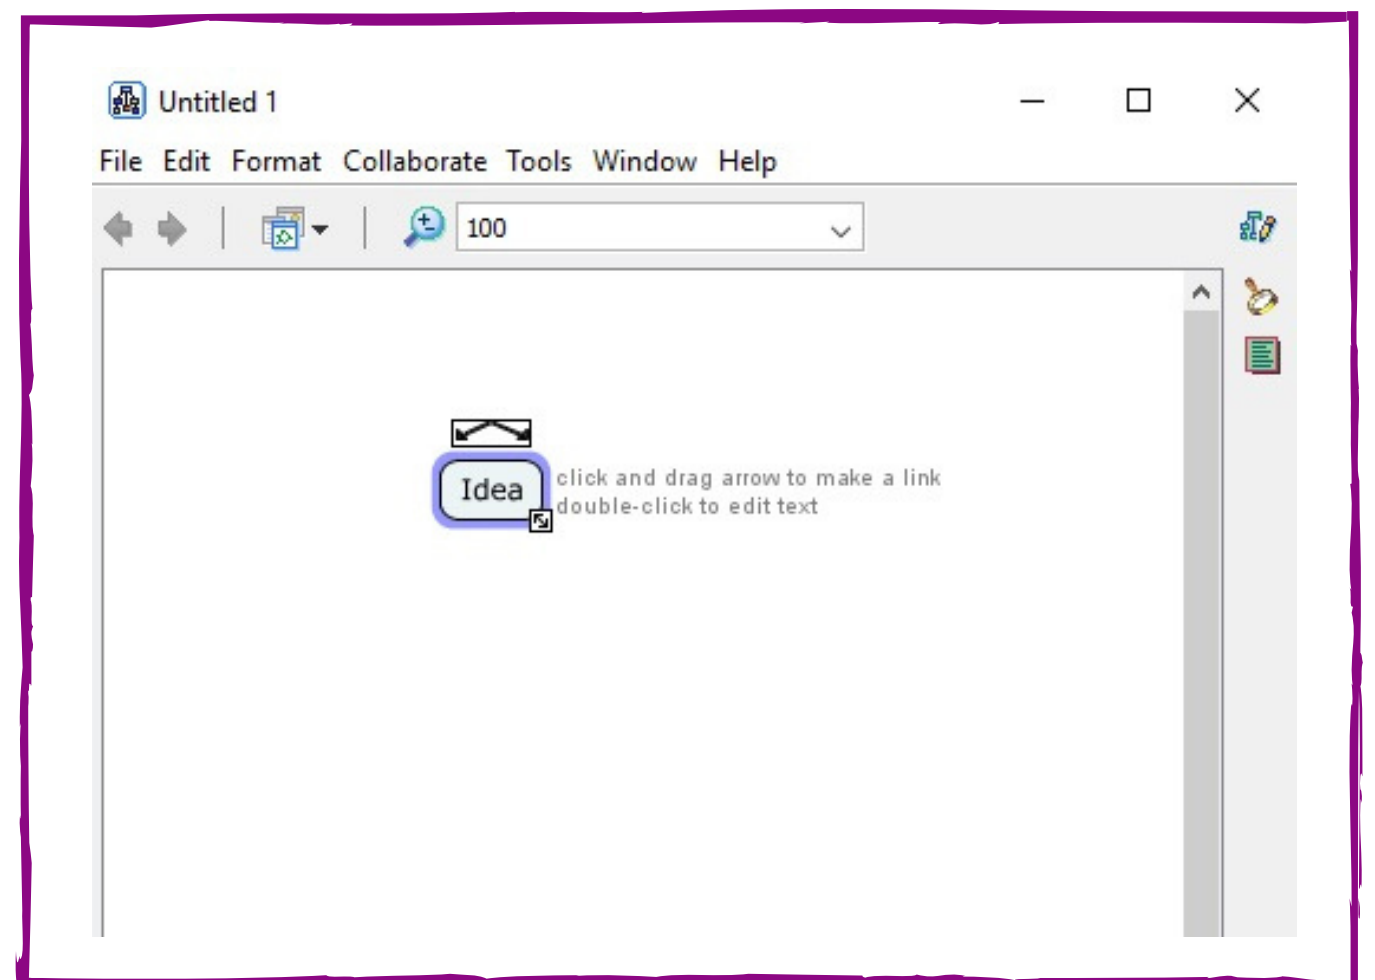 Untitled 1
File Edit Format Collaborate Tools Window Help
100
Idea
click and drag arrow to make a link
double-click to edit text